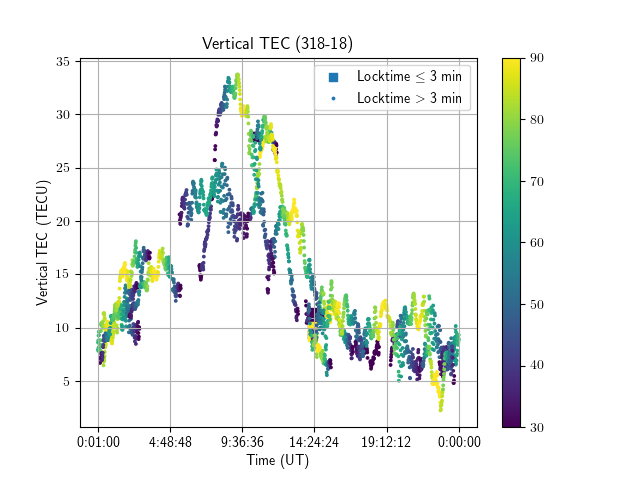 Vertical TEC (318-18)
Locktime ≤ 3 min
Locktime > 3 min
Vertical TEC (TECU)
35
30
25
20
15
10
5
0:01:00 4:48:48 9:36:36 14:24:24 19:12:12 0:00:00
Time (UT)
90
80
70
60
50
40
30